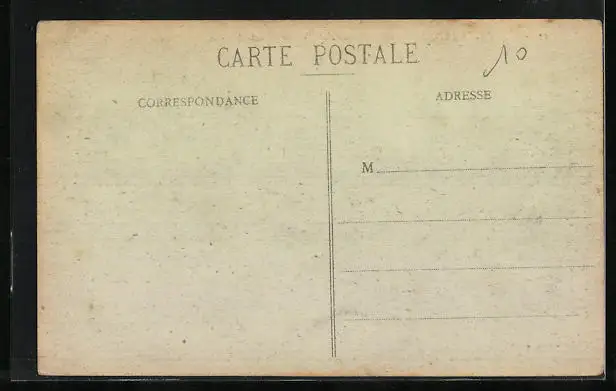 CARTE POSTALE
10
CORRESPONDANCE
ADRESSE
M